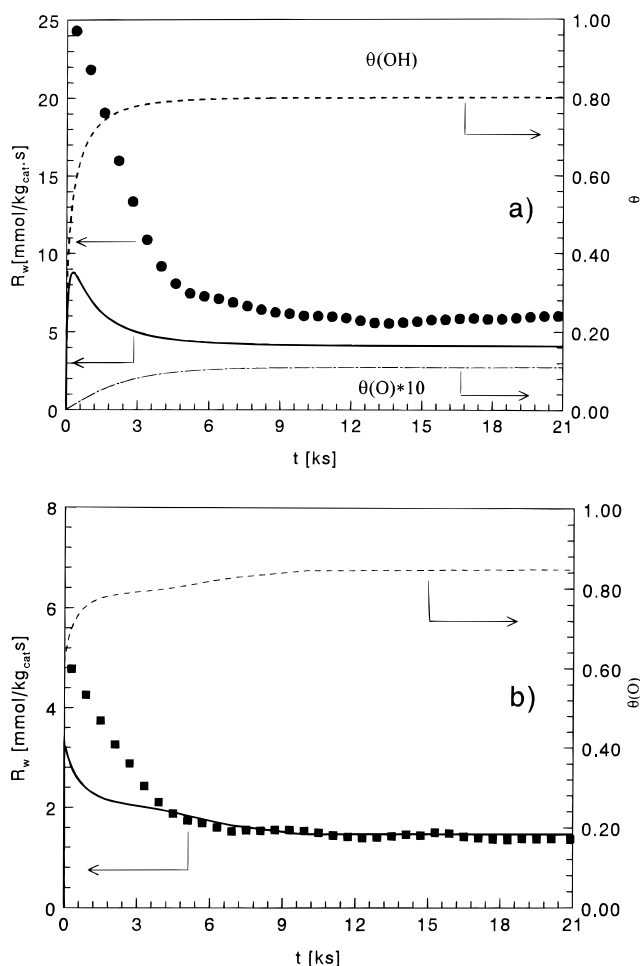 25
20
15
10
5
0
R_w [mmol/kg_cat.s]
1.00
0.80
0.60
0.40
0.20
0.00
θ
θ(OH)
a)
θ(O)*10
0 3 6 9 12 15 18 21
t [ks]
8
6
4
2
0
R_w [mmol/kg_cat s]
1.00
0.80
0.60
0.40
0.20
0.00
θ(O)
b)
0 3 6 9 12 15 18 21
t [ks]